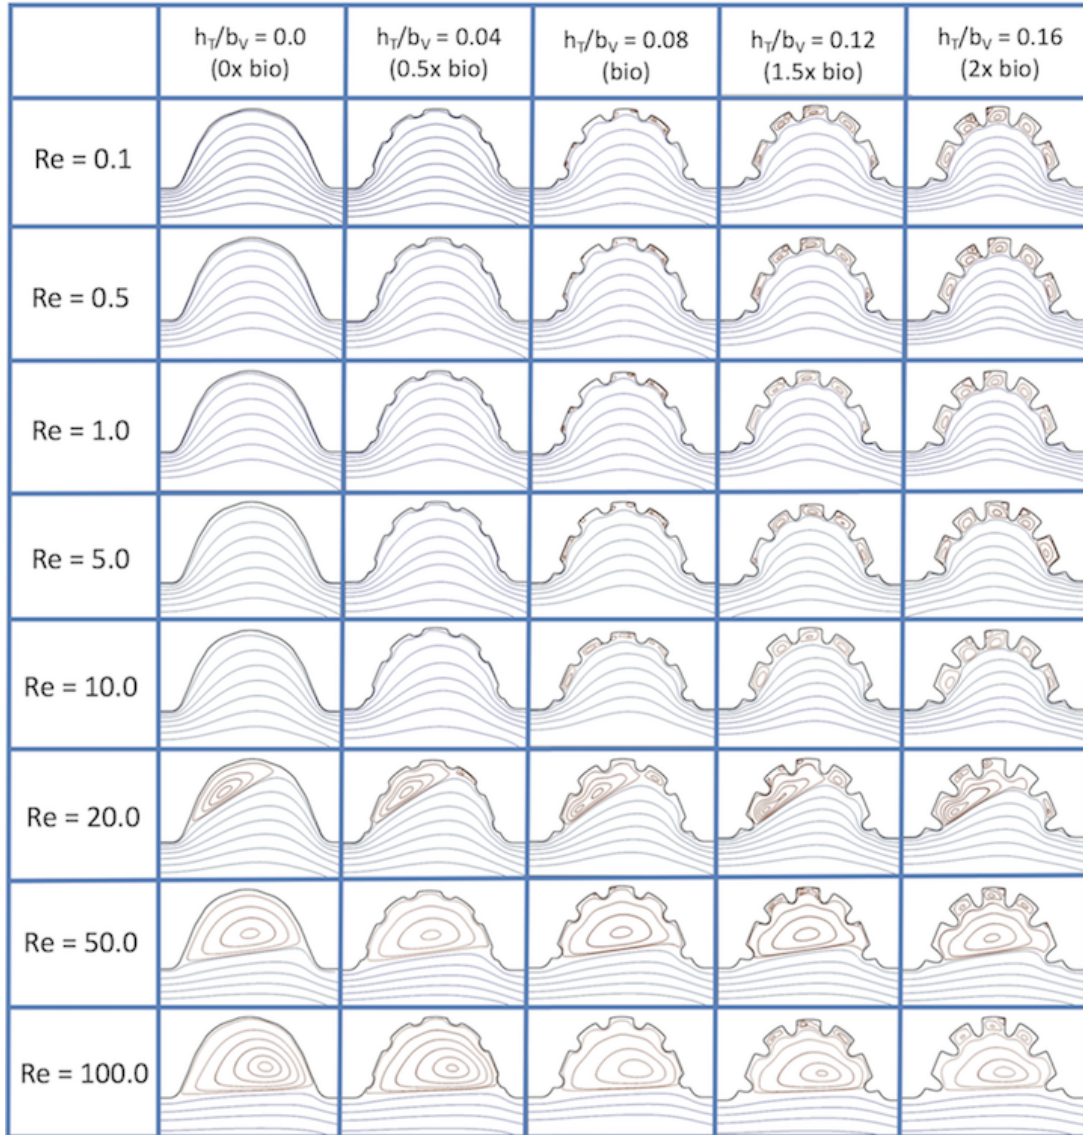 h_T/b_V = 0.0
(0x bio)
h_T/b_V = 0.04
(0.5x bio)
h_T/b_V = 0.08
(bio)
h_T/b_V = 0.12
(1.5x bio)
h_T/b_V = 0.16
(2x bio)
Re = 0.1
Re = 0.5
Re = 1.0
Re = 5.0
Re = 10.0
Re = 20.0
Re = 50.0
Re = 100.0